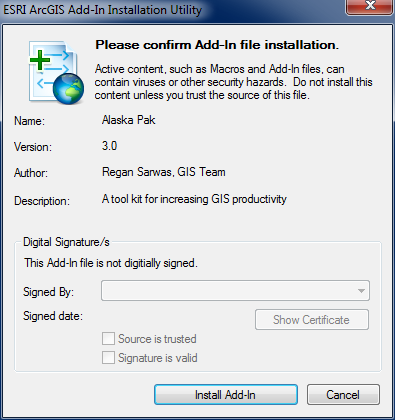 ESRI ArcGIS Add-In Installation Utility
Please confirm Add-In file installation.
Active content, such as Macros and Add-In files, can
contain viruses or other security hazards. Do not install this
content unless you trust the source of this file.
Name: Alaska Pak
Version: 3.0
Author: Regan Sarwas, GIS Team
Description: A tool kit for increasing GIS productivity
Digital Signature/s
This Add-In file is not digitially signed.
Signed By:
Signed date:
Show Certificate
Source is trusted
Signature is valid
Install Add-In Cancel